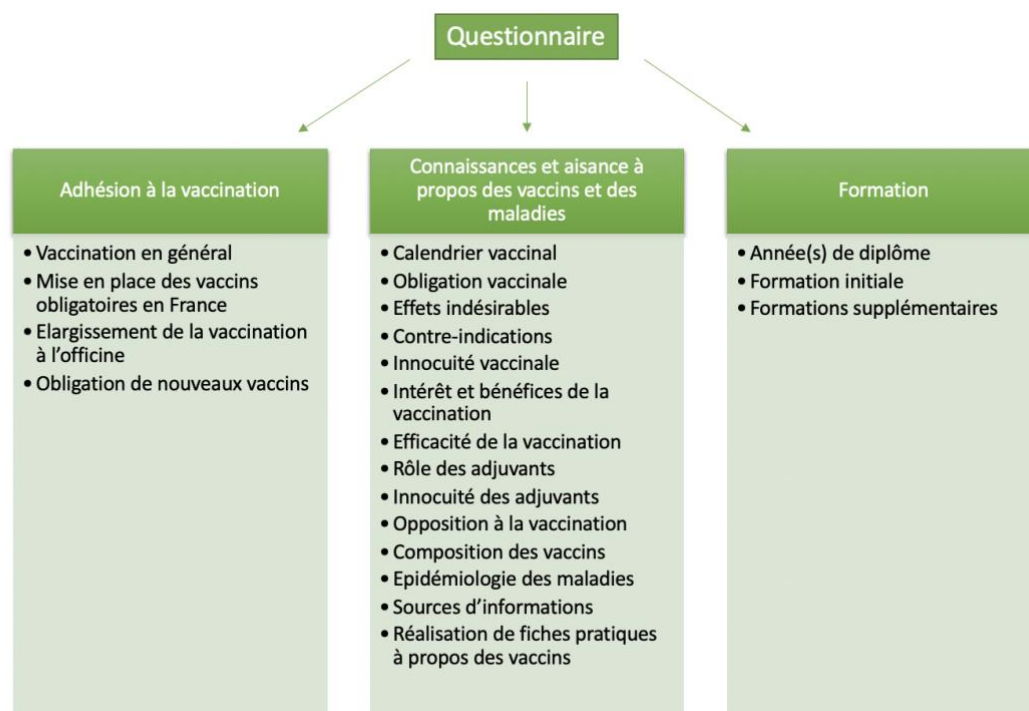 Questionnaire
Adhésion à la vaccination
• Vaccination en général
• Mise en place des vaccins
obligatoires en France
• Elargissement de la vaccination
à l'officine
• Obligation de nouveaux vaccins
Connaissances et aisance à
propos des vaccins et des
maladies
• Calendrier vaccinal
• Obligation vaccinale
• Effets indésirables
• Contre-indications
• Innocuité vaccinale
• Intérêt et bénéfices de la
vaccination
• Efficacité de la vaccination
• Rôle des adjuvants
• Innocuité des adjuvants
• Opposition à la vaccination
• Composition des vaccins
• Epidémiologie des maladies
• Sources d'informations
• Réalisation de fiches pratiques
à propos des vaccins
Formation
• Année(s) de diplôme
• Formation initiale
• Formations supplémentaires